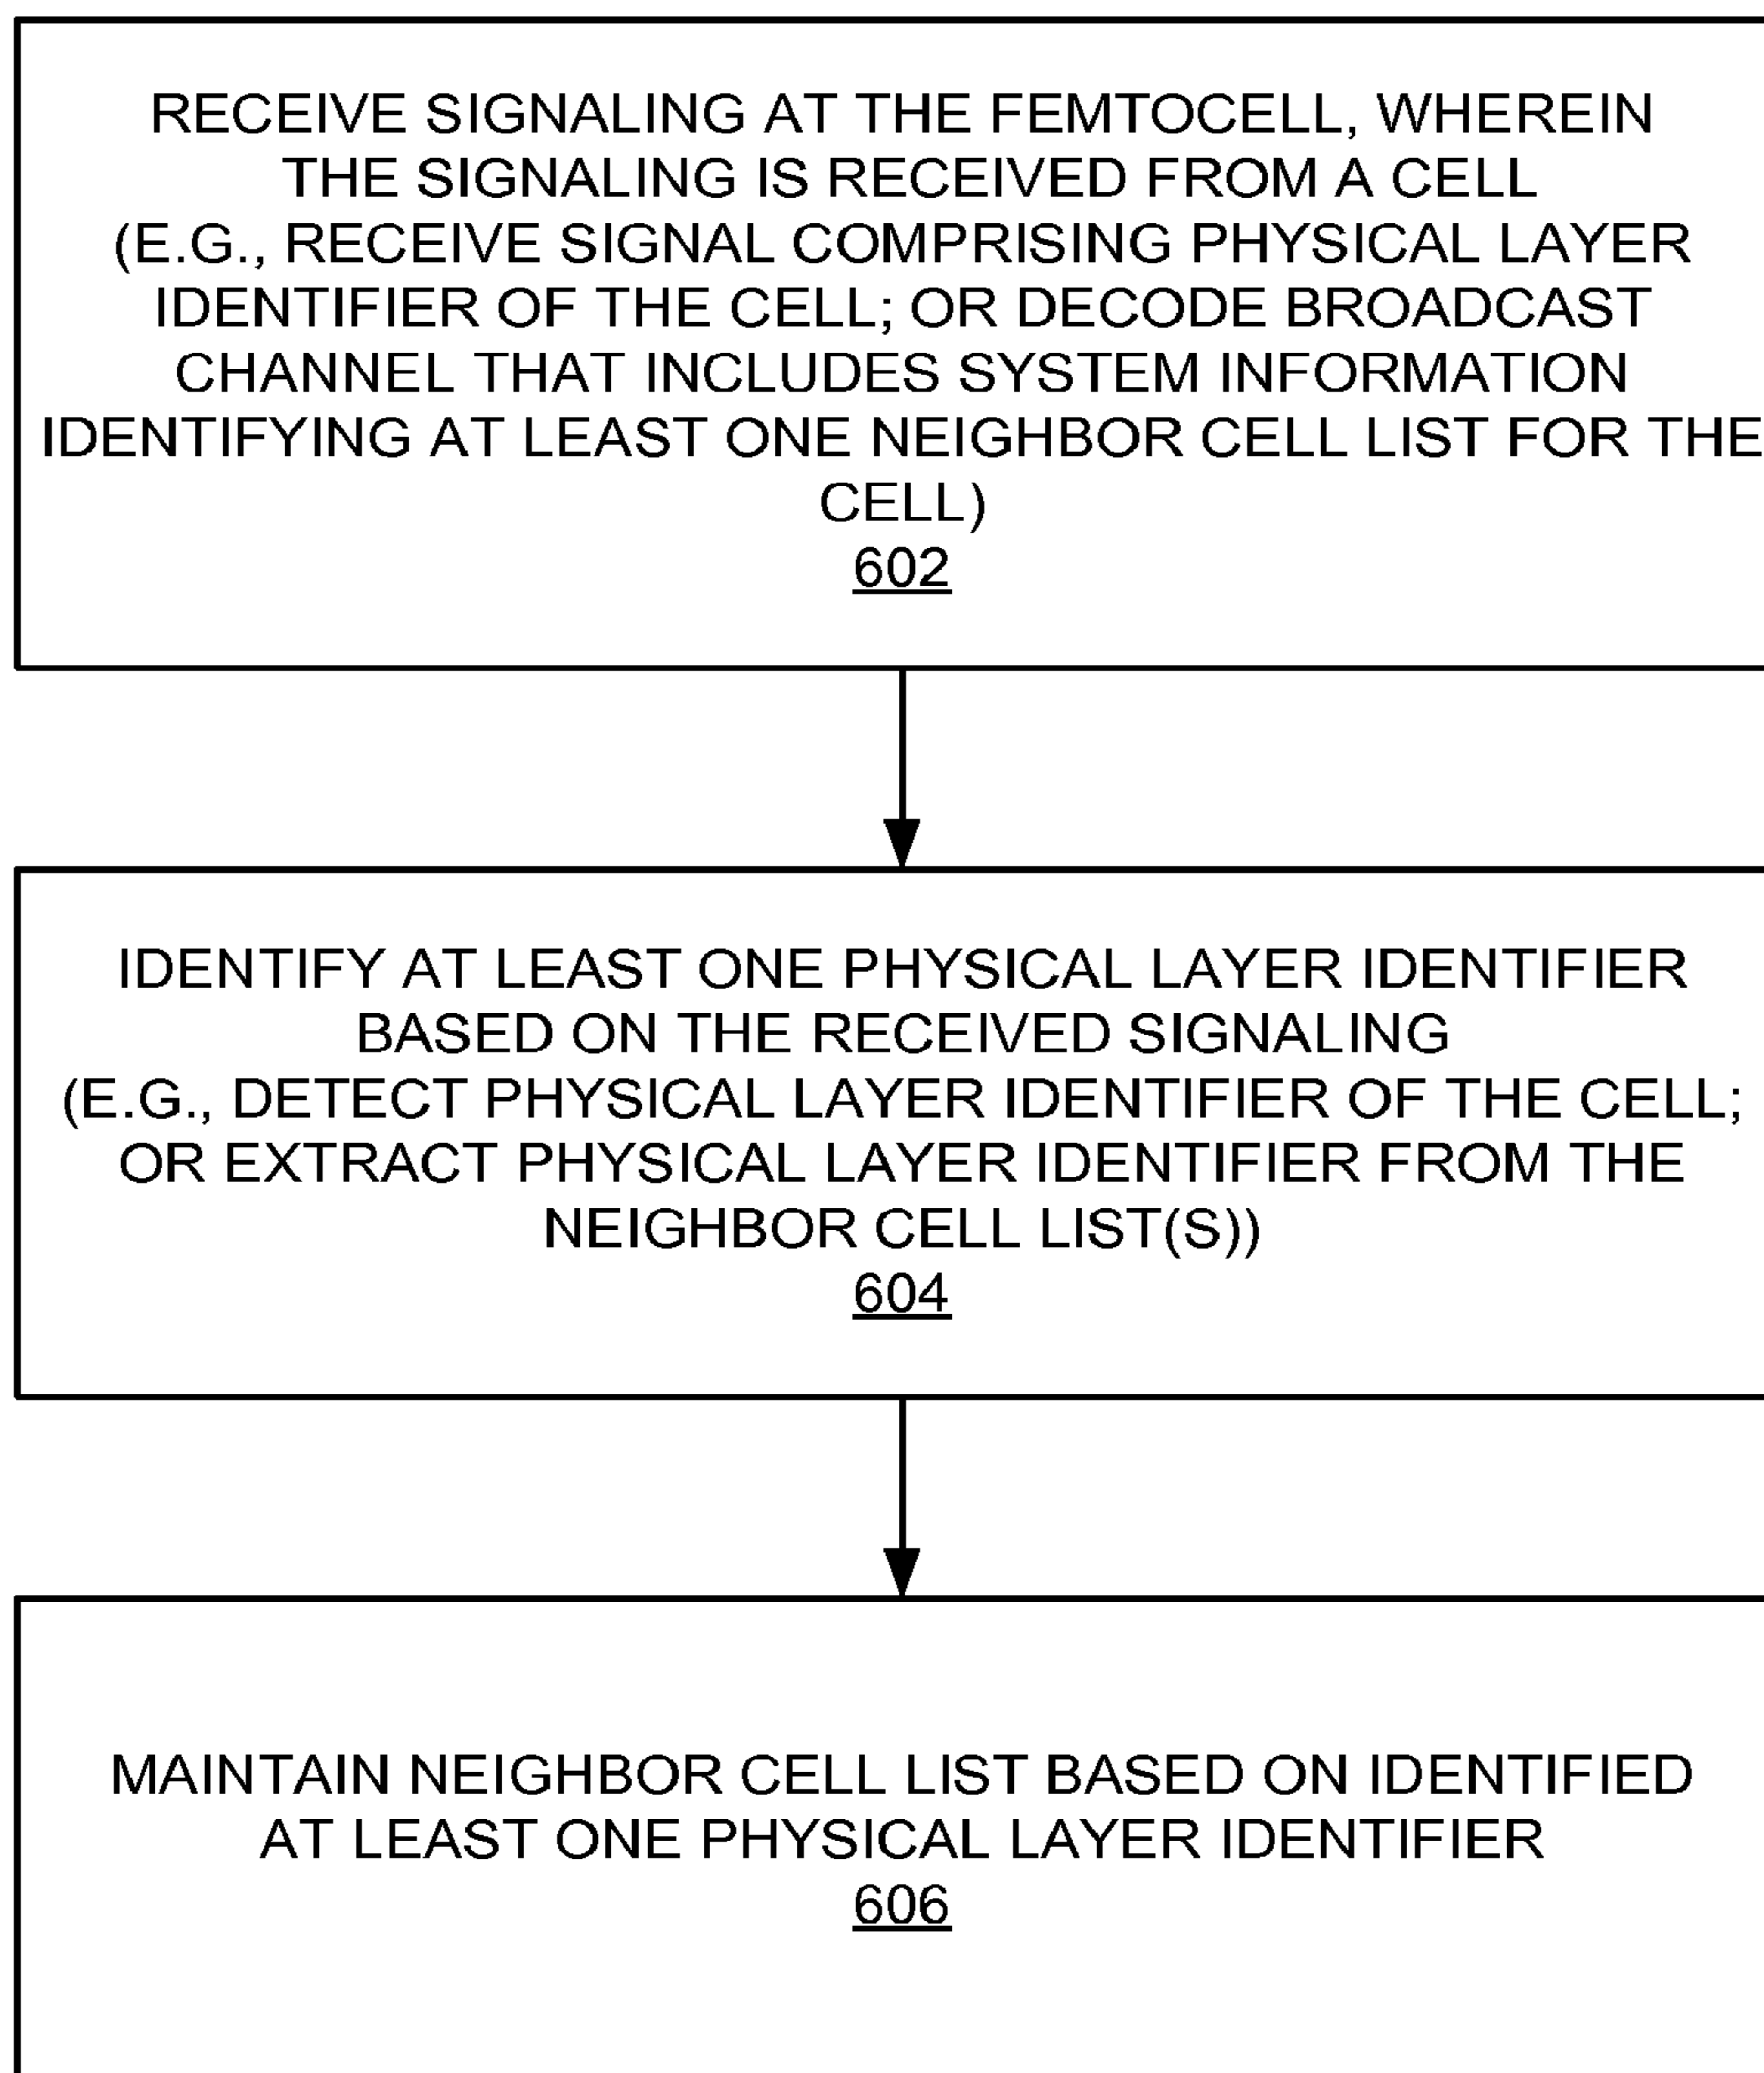 RECEIVE SIGNALING AT THE FEMTOCELL, WHEREIN
THE SIGNALING IS RECEIVED FROM A CELL
(E.G., RECEIVE SIGNAL COMPRISING PHYSICAL LAYER
IDENTIFIER OF THE CELL; OR DECODE BROADCAST
CHANNEL THAT INCLUDES SYSTEM INFORMATION
IDENTIFYING AT LEAST ONE NEIGHBOR CELL LIST FOR THE
CELL)
602
IDENTIFY AT LEAST ONE PHYSICAL LAYER IDENTIFIER
BASED ON THE RECEIVED SIGNALING
(E.G., DETECT PHYSICAL LAYER IDENTIFIER OF THE CELL;
OR EXTRACT PHYSICAL LAYER IDENTIFIER FROM THE
NEIGHBOR CELL LIST(S))
604
MAINTAIN NEIGHBOR CELL LIST BASED ON IDENTIFIED
AT LEAST ONE PHYSICAL LAYER IDENTIFIER
606